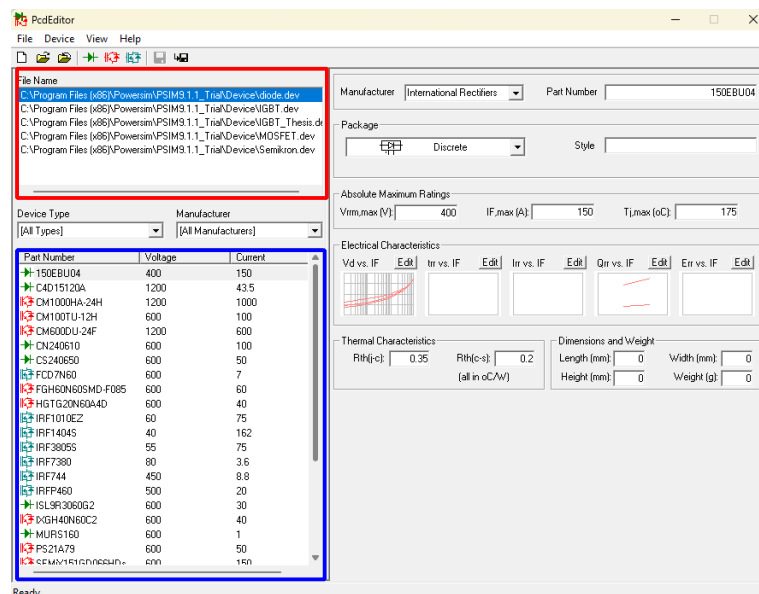 PcdEditor
File Device View Help
File Name
C:\Program Files (x86)\Powersim\PSIM9.1.1_Trial\Device\diode.dev
C:\Program Files (x86)\Powersim\PSIM9.1.1_Trial\Device\IGBT.dev
C:\Program Files (x86)\Powersim\PSIM9.1.1_Trial\Device\IGBT_Thesis.de
C:\Program Files (x86)\Powersim\PSIM9.1.1_Trial\Device\MOSFET.dev
C:\Program Files (x86)\Powersim\PSIM9.1.1_Trial\Device\Semikron.dev
Device Type Manufacturer
[All Types] [All Manufacturers]
Part Number Voltage Current
150EBU04 400 150
C4D15120A 1200 43.5
CM1000HA-24H 1200 1000
CM100TU-12H 600 100
CM600DU-24F 1200 600
CN240610 600 100
CS240650 600 50
FCD7N60 600 7
FGH60N60SMD-F085 600 60
HGTG20N60A4D 600 40
IRF1010EZ 60 75
IRF1404S 40 162
IRF3805S 55 75
IRF7380 80 3.6
IRF744 450 8.8
IRFP460 500 20
ISL9R3060G2 600 30
IXGH40N60C2 600 40
MURS160 600 1
PS21A79 600 50
SEMiX151GD066HDs 600 150
Ready
Manufacturer International Rectifiers Part Number 150EBU04
Package
Discrete Style
Absolute Maximum Ratings
Vrrm,max (V): 400 IF,max (A): 150 Tj,max (oC): 175
Electrical Characteristics
Vd vs. IF Edit trr vs. IF Edit Irr vs. IF Edit Qrr vs. IF Edit Err vs. IF Edit
Thermal Characteristics
Rth(j-c): 0.35 Rth(c-s): 0.2
(all in oC/W)
Dimensions and Weight
Length (mm): 0 Width (mm): 0
Height (mm): 0 Weight (g): 0